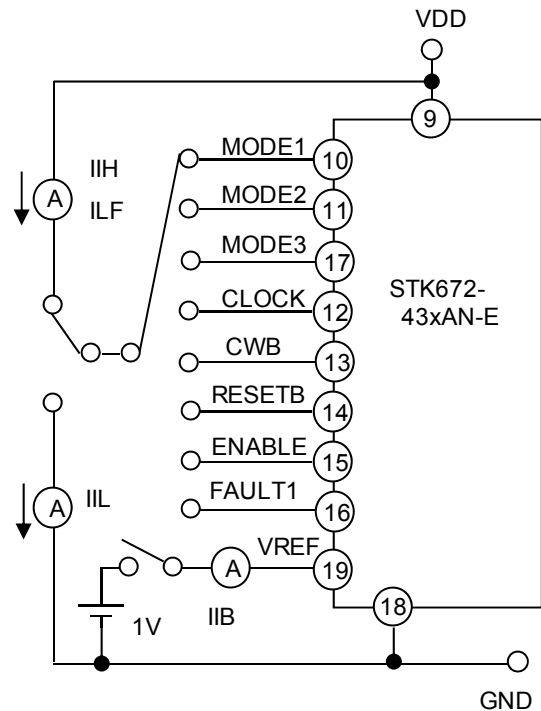 VDD
9
IIH
ILF
A
MODE1
10
MODE2
11
MODE3
17
CLOCK
12
CWB
13
RESETB
14
ENABLE
15
FAULT1
16
STK672-
43xAN-E
A
IIL
VREF
A
19
IIB
1V
18
GND